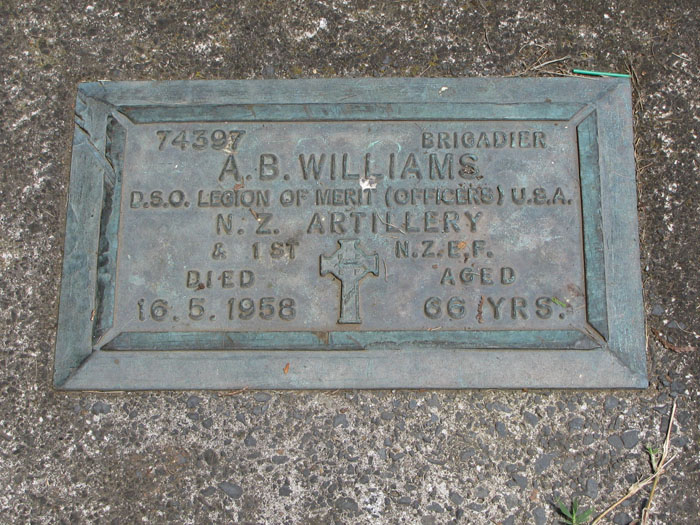 74397 BRIGADIER
A. B. WILLIAMS.
D.S.O. LEGION OF MERIT (OFFICERS) U.S.A.
N. Z. ARTILLERY
& 1ST N.Z.E.F.
DIED AGED
16. 5. 1958 66 YRS.